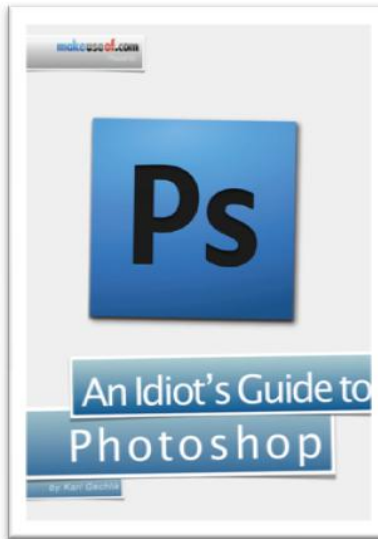 makeuseof.com
Ps
An Idiot's Guide to
Photoshop
by Karl Gechlik